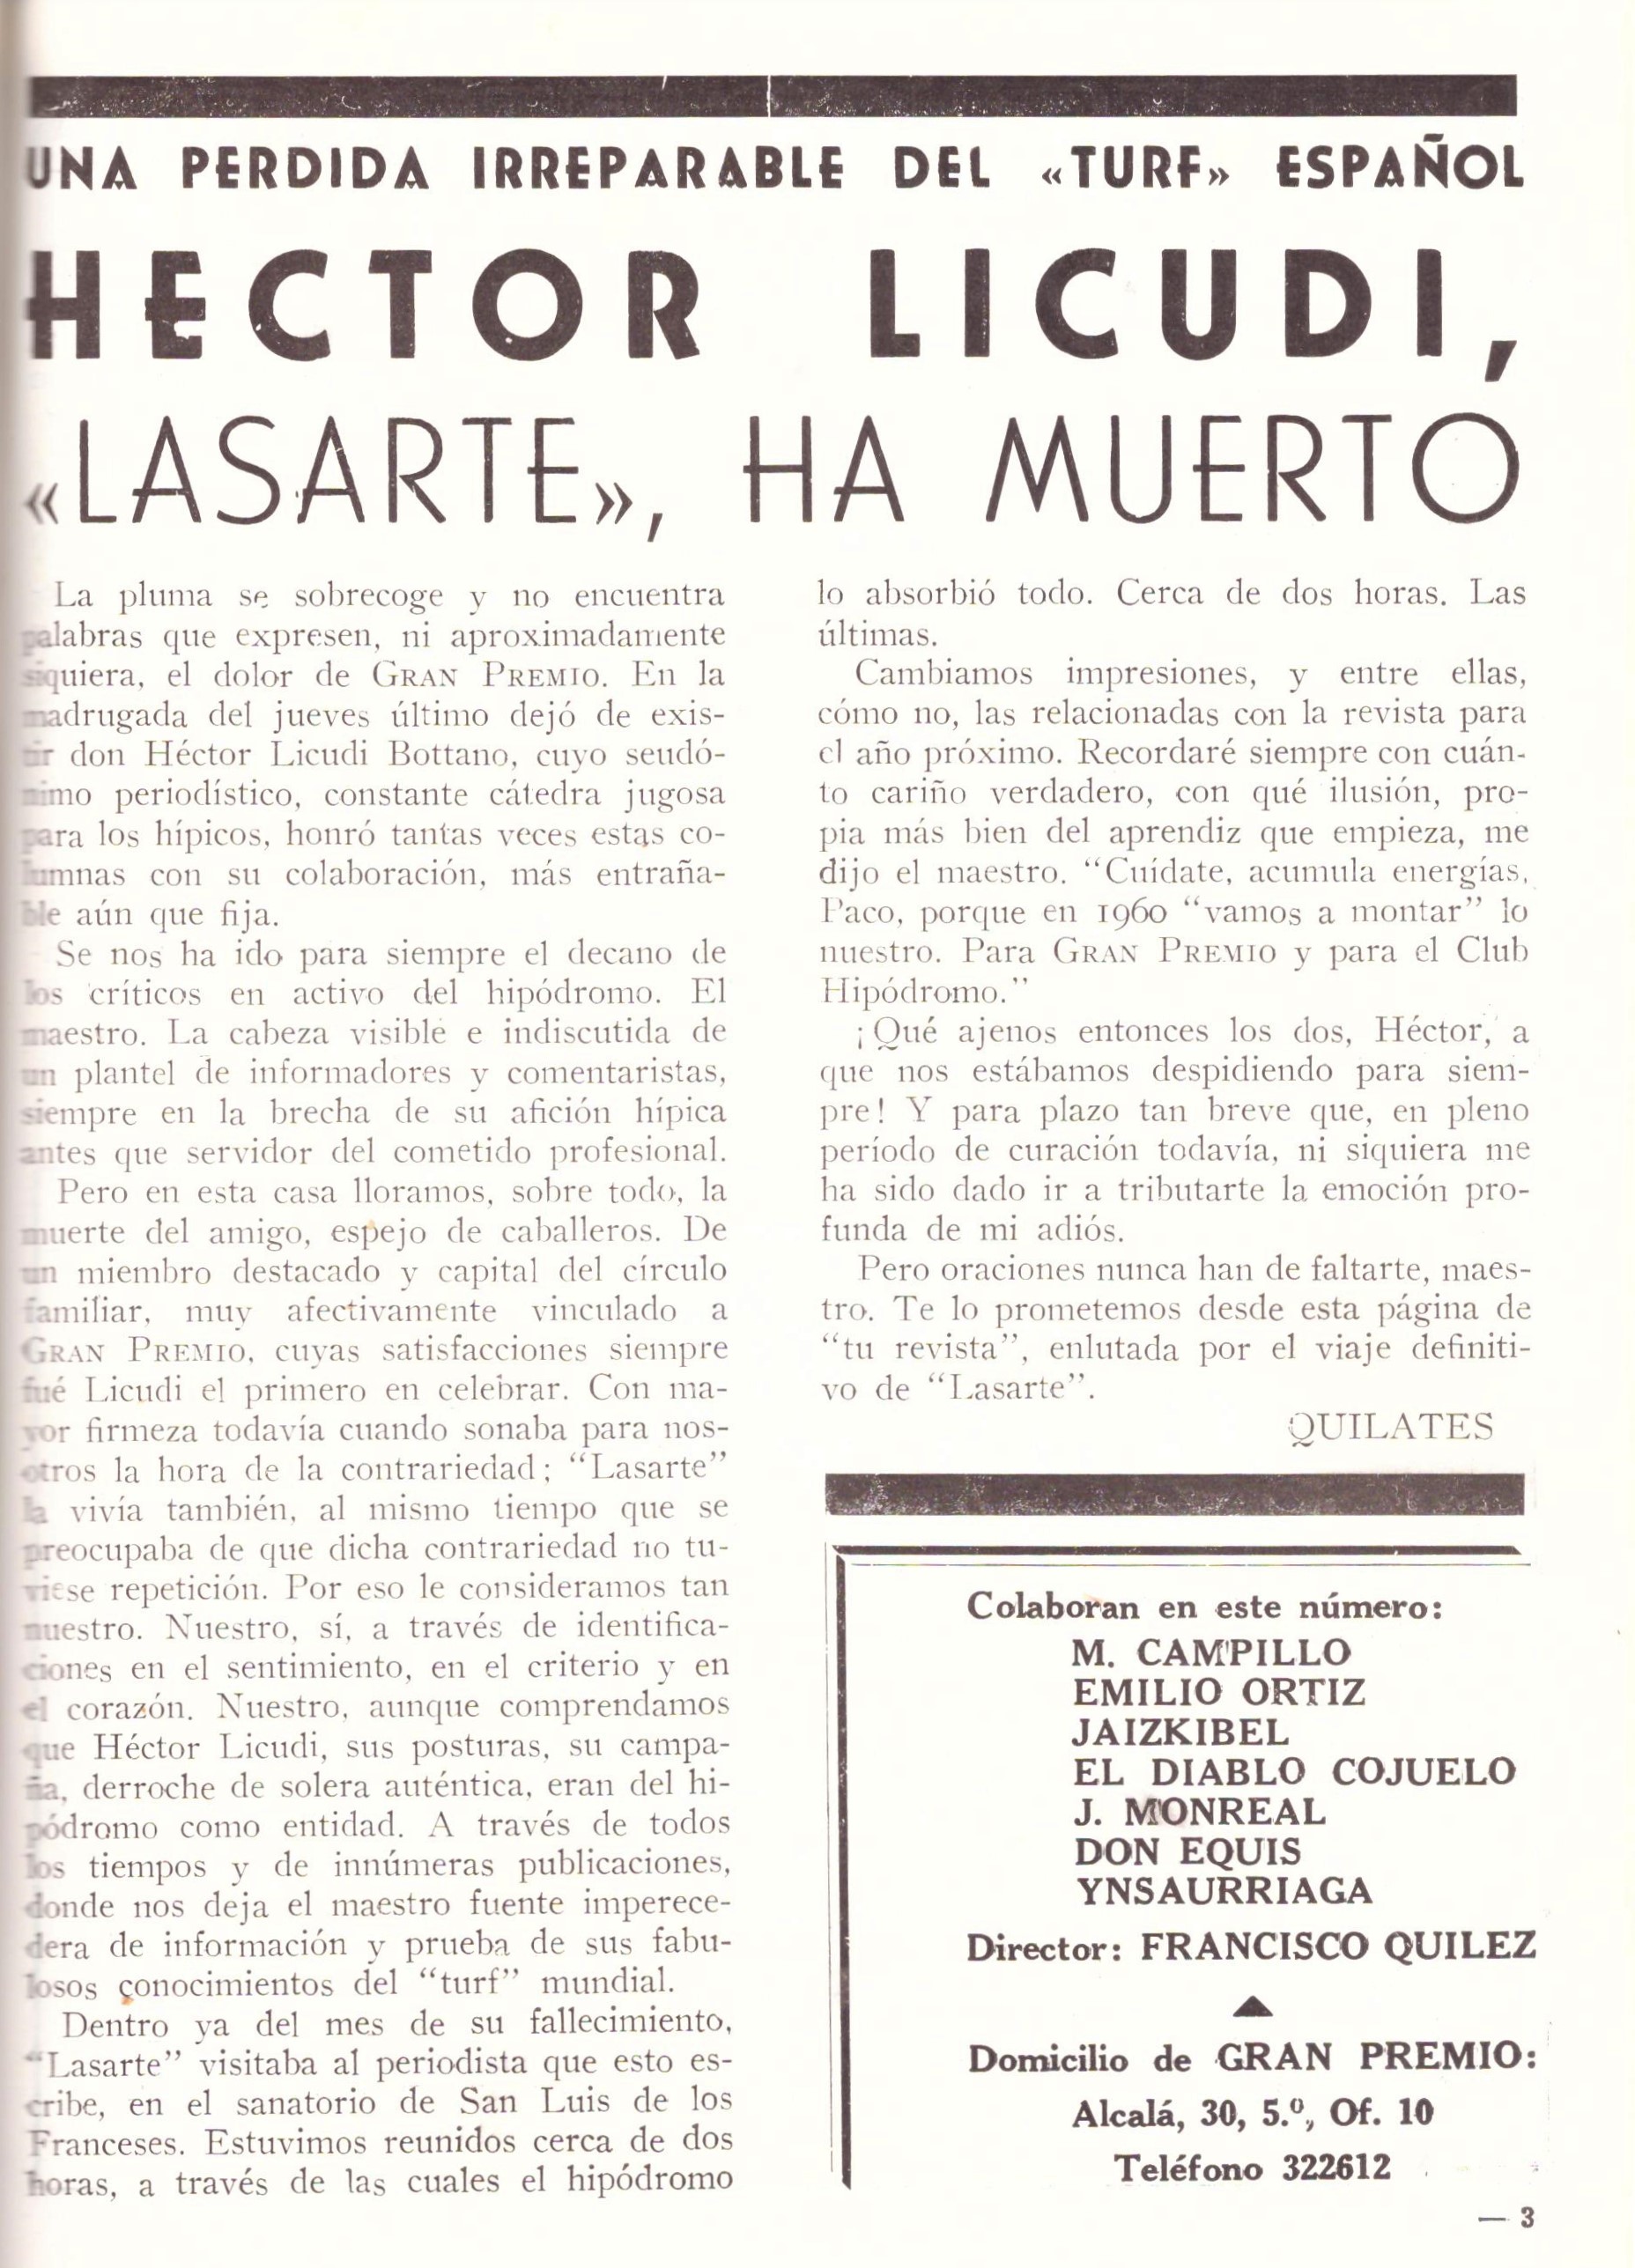 UNA PERDIDA IRREPARABLE DEL «TURF» ESPAÑOL
HECTOR LICUDI,
«LASARTE», HA MUERTO
La pluma se sobrecoge y no encuentra
palabras que expresen, ni aproximadamente
siquiera, el dolor de GRAN PREMIO. En la
madrugada del jueves último dejó de exis-
tir don Héctor Licudi Bottano, cuyo seudó-
nimo periodístico, constante cátedra jugosa
para los hípicos, honró tantas veces estas co-
lumnas con su colaboración, más entraña-
ble aún que fija.
Se nos ha ido para siempre el decano de
los críticos en activo del hipódromo. El
maestro. La cabeza visible e indiscutida de
un plantel de informadores y comentaristas,
siempre en la brecha de su afición hípica
antes que servidor del cometido profesional.
Pero en esta casa lloramos, sobre todo, la
muerte del amigo, espejo de caballeros. De
un miembro destacado y capital del círculo
familiar, muy afectivamente vinculado a
GRAN PREMIO, cuyas satisfacciones siempre
fué Licudi el primero en celebrar. Con ma-
yor firmeza todavía cuando sonaba para nos-
otros la hora de la contrariedad; “Lasarte”
la vivía también, al mismo tiempo que se
preocupaba de que dicha contrariedad no tu-
viese repetición. Por eso le consideramos tan
nuestro. Nuestro, sí, a través de identifica-
ciones en el sentimiento, en el criterio y en
el corazón. Nuestro, aunque comprendamos
que Héctor Licudi, sus posturas, su campa-
ña, derroche de solera auténtica, eran del hi-
pódromo como entidad. A través de todos
los tiempos y de innúmeras publicaciones,
donde nos deja el maestro fuente imperece-
dera de información y prueba de sus fabu-
losos conocimientos del “turf” mundial.
Dentro ya del mes de su fallecimiento,
“Lasarte” visitaba al periodista que esto es-
cribe, en el sanatorio de San Luis de los
Franceses. Estuvimos reunidos cerca de dos
horas, a través de las cuales el hipódromo
lo absorbió todo. Cerca de dos horas. Las
últimas.
Cambiamos impresiones, y entre ellas,
cómo no, las relacionadas con la revista para
el año próximo. Recordaré siempre con cuán-
to cariño verdadero, con qué ilusión, pro-
pia más bien del aprendiz que empieza, me
dijo el maestro. “Cuídate, acumula energías,
Paco, porque en 1960 “vamos a montar” lo
nuestro. Para GRAN PREMIO y para el Club
Hipódromo.”
¡Qué ajenos entonces los dos, Héctor, a
que nos estábamos despidiendo para siem-
pre! Y para plazo tan breve que, en pleno
período de curación todavía, ni siquiera me
ha sido dado ir a tributarte la emoción pro-
funda de mi adiós.
Pero oraciones nunca han de faltarte, maes-
tro. Te lo prometemos desde esta página de
“tu revista”, enlutada por el viaje definiti-
vo de “Lasarte”.
QUILATES
Colaboran en este número:
M. CAMPILLO
EMILIO ORTIZ
JAIZKIBEL
EL DIABLO COJUELO
J. MONREAL
DON EQUIS
YNSAURRIAGA
Director: FRANCISCO QUILEZ
Domicilio de GRAN PREMIO:
Alcalá, 30, 5.º, Of. 10
Teléfono 322612
— 3